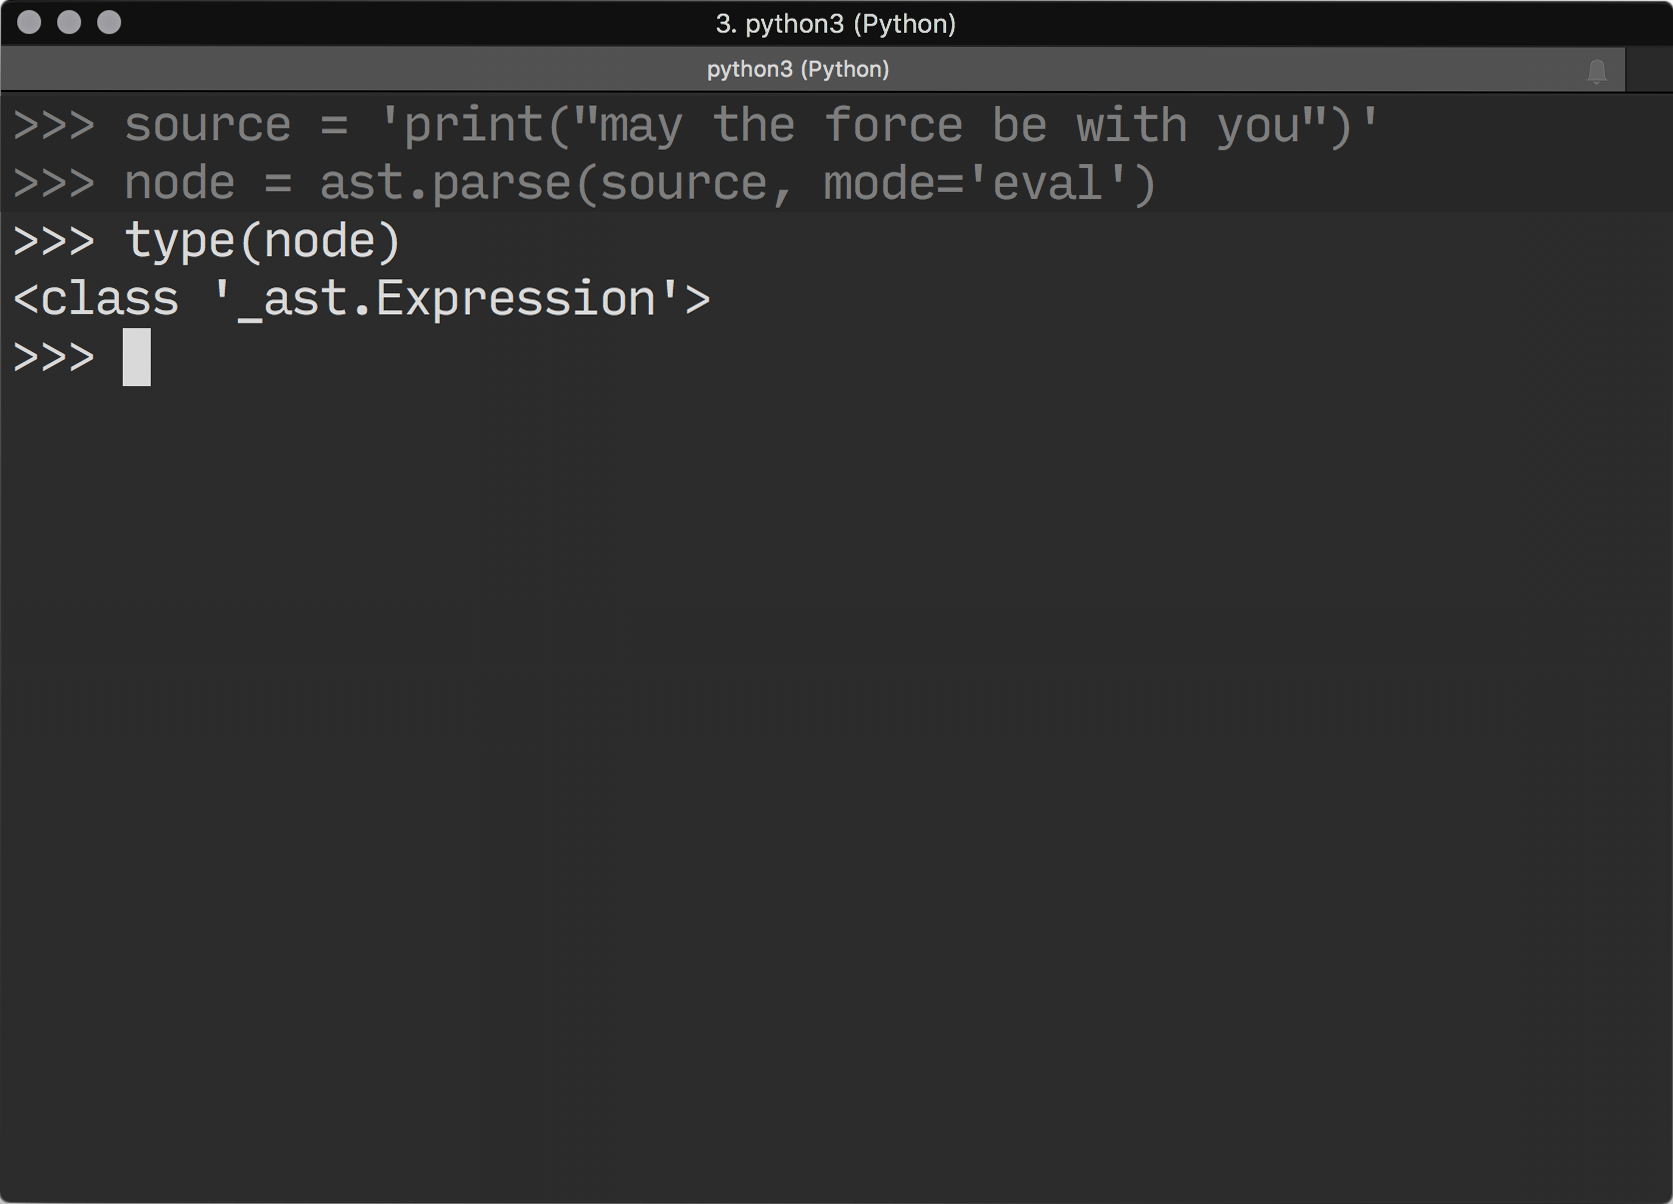 3. python3 (Python)
python3 (Python)
>>> source = 'print("may the force be with you")'
>>> node = ast.parse(source, mode='eval')
>>> type(node)
<class '_ast.Expression'>
>>>